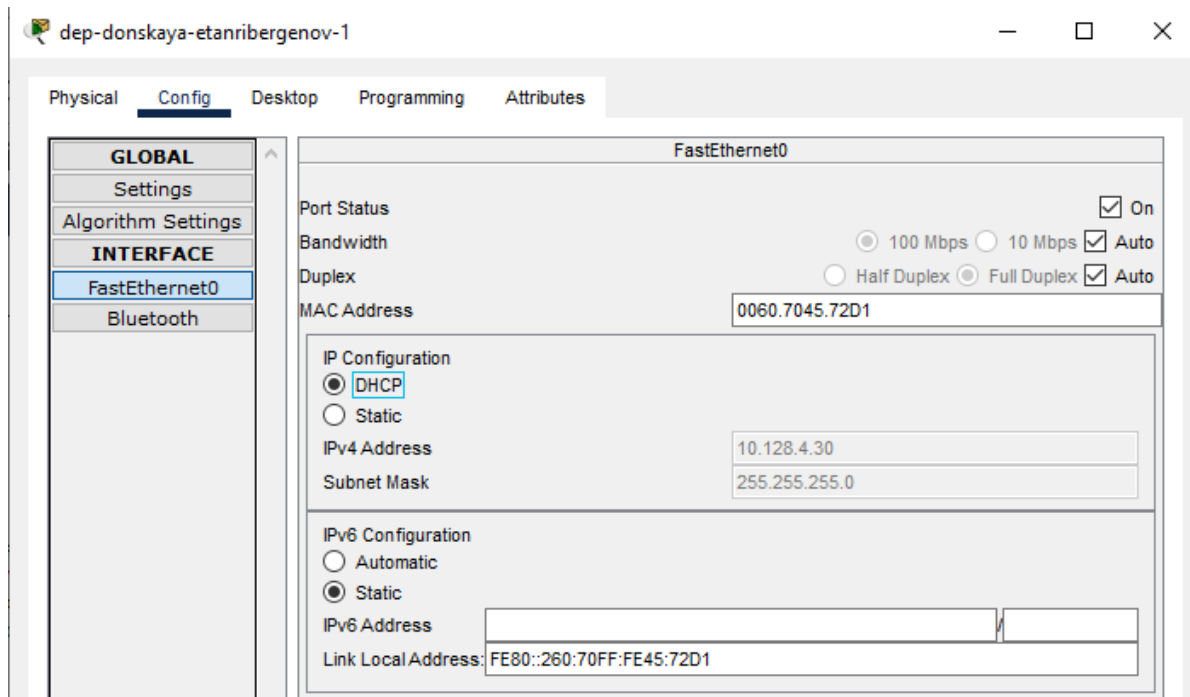 dep-donskaya-etanribergenov-1
Physical Config Desktop Programming Attributes
GLOBAL
Settings
Algorithm Settings
INTERFACE
FastEthernet0
Bluetooth
FastEthernet0
Port Status On
Bandwidth 100 Mbps 10 Mbps Auto
Duplex Half Duplex Full Duplex Auto
MAC Address 0060.7045.72D1
IP Configuration
DHCP
Static
IPv4 Address 10.128.4.30
Subnet Mask 255.255.255.0
IPv6 Configuration
Automatic
Static
IPv6 Address /
Link Local Address: FE80::260:70FF:FE45:72D1